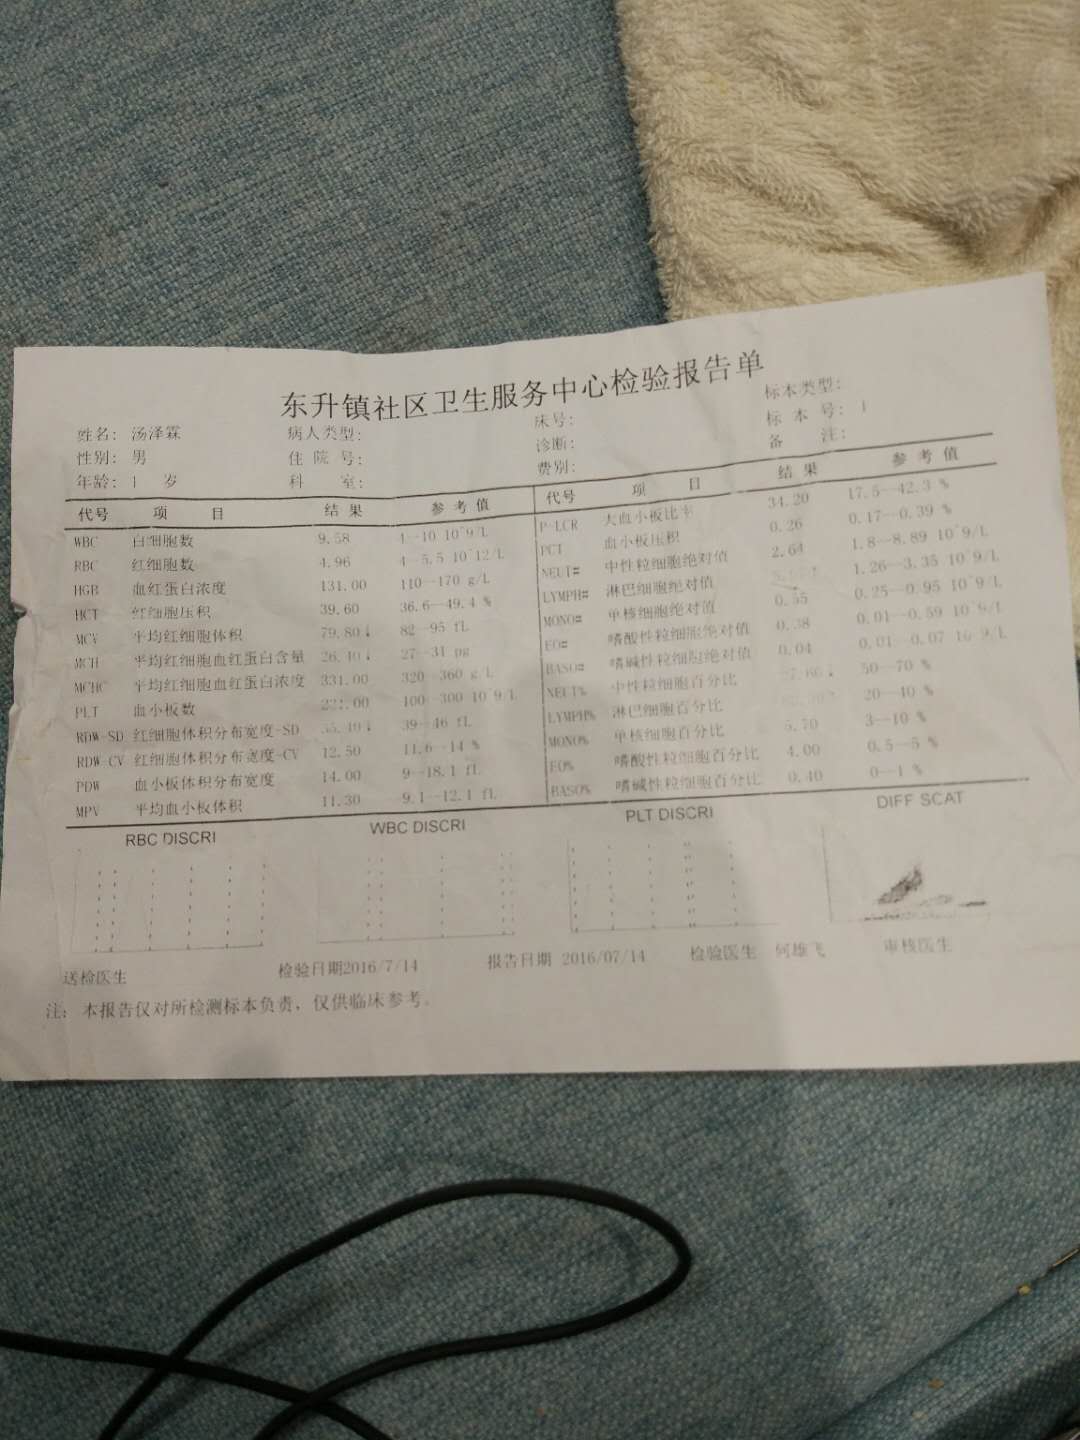 东升镇社区卫生服务中心检验报告单
姓名: 汤泽霖 病人类型: 床号: 标本类型:
性别: 男 住 院 号: 诊断: 标 本 号: 1
年龄: 1 岁 科 室: 费别: 备 注:
代号 项 目 结 果 参 考 值
WBC 白细胞数 9.58 4--10 10^9/L
RBC 红细胞数 4.96 4--5.5 10^12/L
HGB 血红蛋白浓度 131.00 110--170 g/L
HCT 红细胞压积 39.60 36.6--49.4 %
MCV 平均红细胞体积 79.80↓ 82--95 fL
MCH 平均红细胞血红蛋白含量 26.40↓ 27--31 pg
MCHC 平均红细胞血红蛋白浓度 331.00 320--360 g/L
PLT 血小板数 100--300 10^9/L
RDW-SD 红细胞体积分布宽度-SD 39--46 fL
RDW-CV 红细胞体积分布宽度-CV 12.50 11.6--14 %
PDW 血小板体积分布宽度 14.00 9--18.1 fL
MPV 平均血小板体积 11.30 9.1--12.1 fL
代号 项 目 结 果 参 考 值
P-LCR 大血小板比率 34.20 17.5--42.3 %
PCT 血小板压积 0.26 0.17--0.39 %
NEUT# 中性粒细胞绝对值 2.64 1.8--8.89 10^9/L
LYMPH# 淋巴细胞绝对值 1.26--3.35 10^9/L
MONO# 单核细胞绝对值 0.55 0.25--0.95 10^9/L
EO# 嗜酸性粒细胞绝对值 0.38 0.01--0.59 10^9/L
BASO# 嗜碱性粒细胞绝对值 0.04 0.01--0.07 10^9/L
NEUT% 中性粒细胞百分比 50--70 %
LYMPH% 淋巴细胞百分比 20--40 %
MONO% 单核细胞百分比 5.70 3--10 %
EO% 嗜酸性粒细胞百分比 4.00 0.5--5 %
BASO% 嗜碱性粒细胞百分比 0.40 0--1 %
RBC DISCRI WBC DISCRI PLT DISCRI DIFF SCAT
送检医生 检验日期2016/7/14 报告日期 2016/07/14 检验医生 何雄飞 审核医生
注: 本报告仅对所检测标本负责，仅供临床参考。